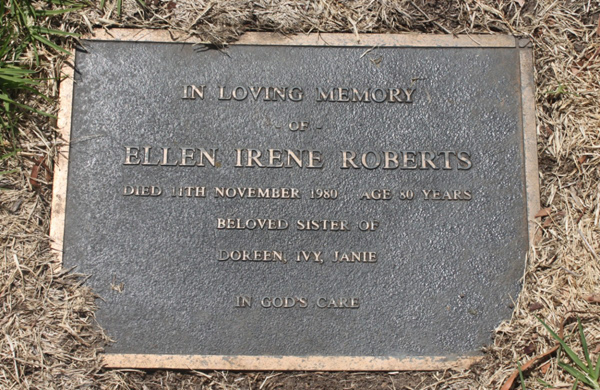 IN LOVING MEMORY
- OF -
ELLEN IRENE ROBERTS
DIED 11TH NOVEMBER 1980. AGE 80 YEARS
BELOVED SISTER OF
DOREEN, IVY, JANIE
IN GOD'S CARE